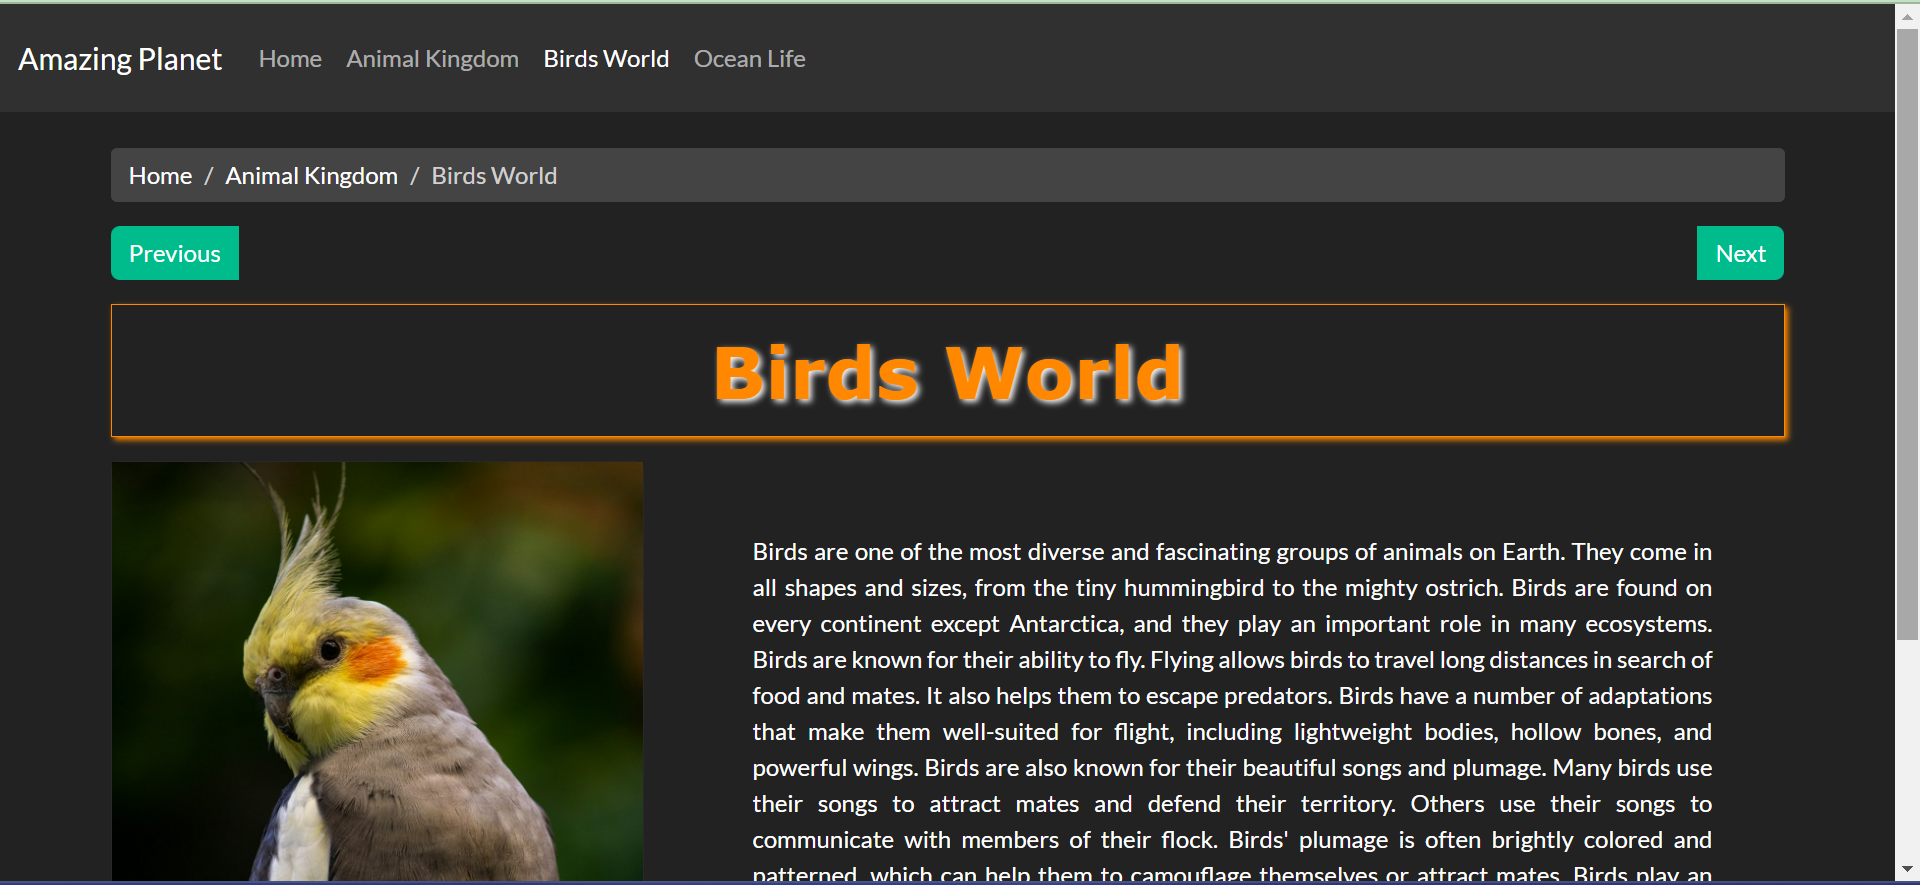 Amazing Planet Home Animal Kingdom Birds World Ocean Life
Home / Animal Kingdom / Birds World
Previous Next
Birds World
Birds are one of the most diverse and fascinating groups of animals on Earth. They come in
all shapes and sizes, from the tiny hummingbird to the mighty ostrich. Birds are found on
every continent except Antarctica, and they play an important role in many ecosystems.
Birds are known for their ability to fly. Flying allows birds to travel long distances in search of
food and mates. It also helps them to escape predators. Birds have a number of adaptations
that make them well-suited for flight, including lightweight bodies, hollow bones, and
powerful wings. Birds are also known for their beautiful songs and plumage. Many birds use
their songs to attract mates and defend their territory. Others use their songs to
communicate with members of their flock. Birds' plumage is often brightly colored and
patterned, which can help them to camouflage themselves or attract mates. Birds play an